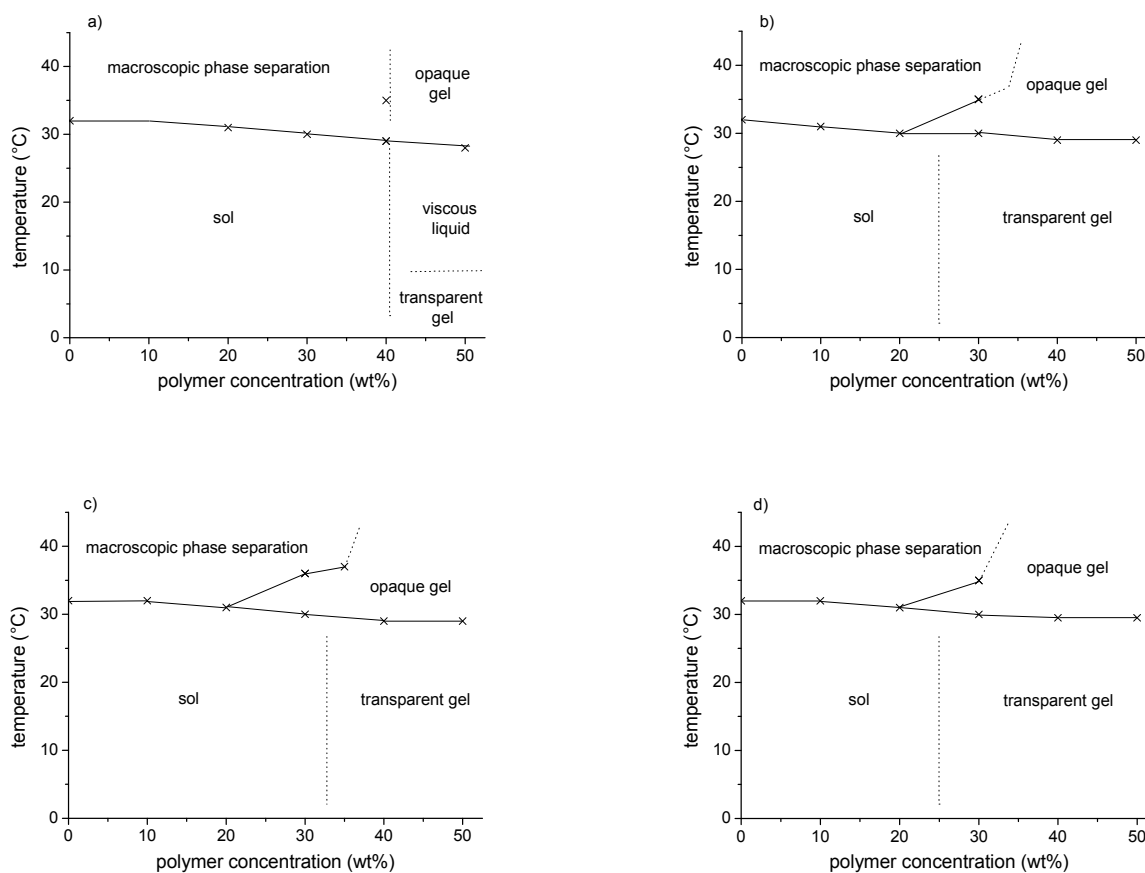 a)
40
30
20
10
0
temperature (°C)
macroscopic phase separation
opaque
gel
sol
viscous
liquid
transparent
gel
0 10 20 30 40 50
polymer concentration (wt%)
b)
40
30
20
10
0
temperature (°C)
macroscopic phase separation
opaque gel
sol
transparent gel
0 10 20 30 40 50
polymer concentration (wt%)
c)
40
30
20
10
0
temperature (°C)
macroscopic phase separation
opaque gel
sol
transparent gel
0 10 20 30 40 50
polymer concentration (wt%)
d)
40
30
20
10
0
temperature (°C)
macroscopic phase separation
opaque gel
sol
transparent gel
0 10 20 30 40 50
polymer concentration (wt%)